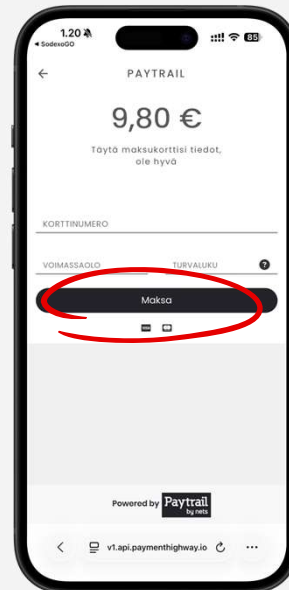 1.20
85
SodexoGO
PAYTRAIL
9,80 €
Täytä maksukorttisi tiedot,
ole hyvä
KORTTINUMERO
VOIMASSAOLO TURVALUKU ?
Maksa
VISA
Powered by Paytrail
by nets
v1.api.paymenthighway.io